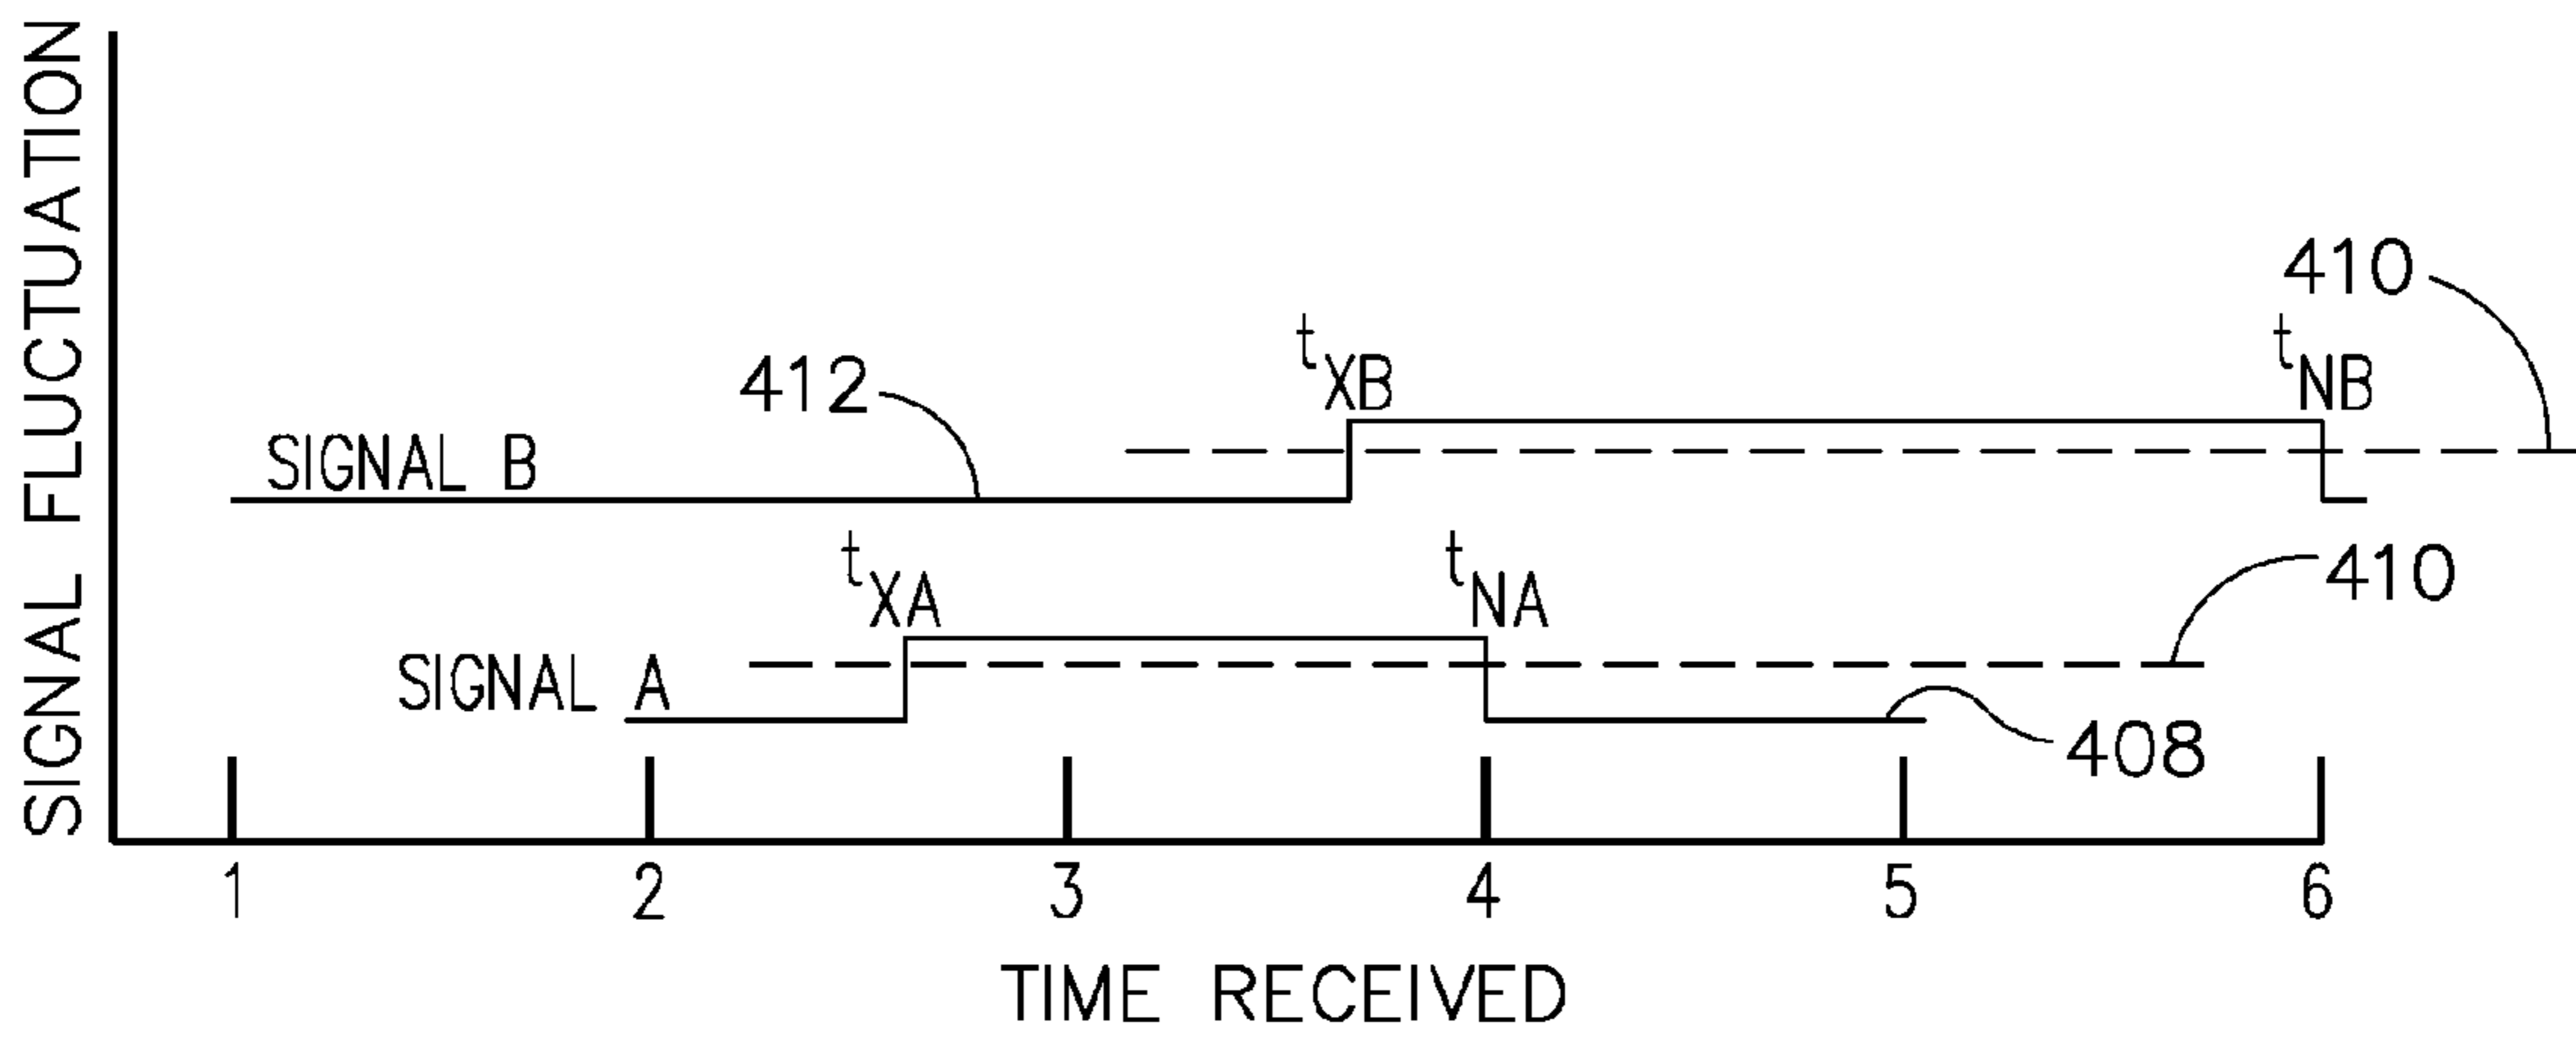 SIGNAL FLUCTUATION
410
tXB
tNB
412
SIGNAL B
tXA
tNA
410
SIGNAL A
408
1 2 3 4 5 6
TIME RECEIVED